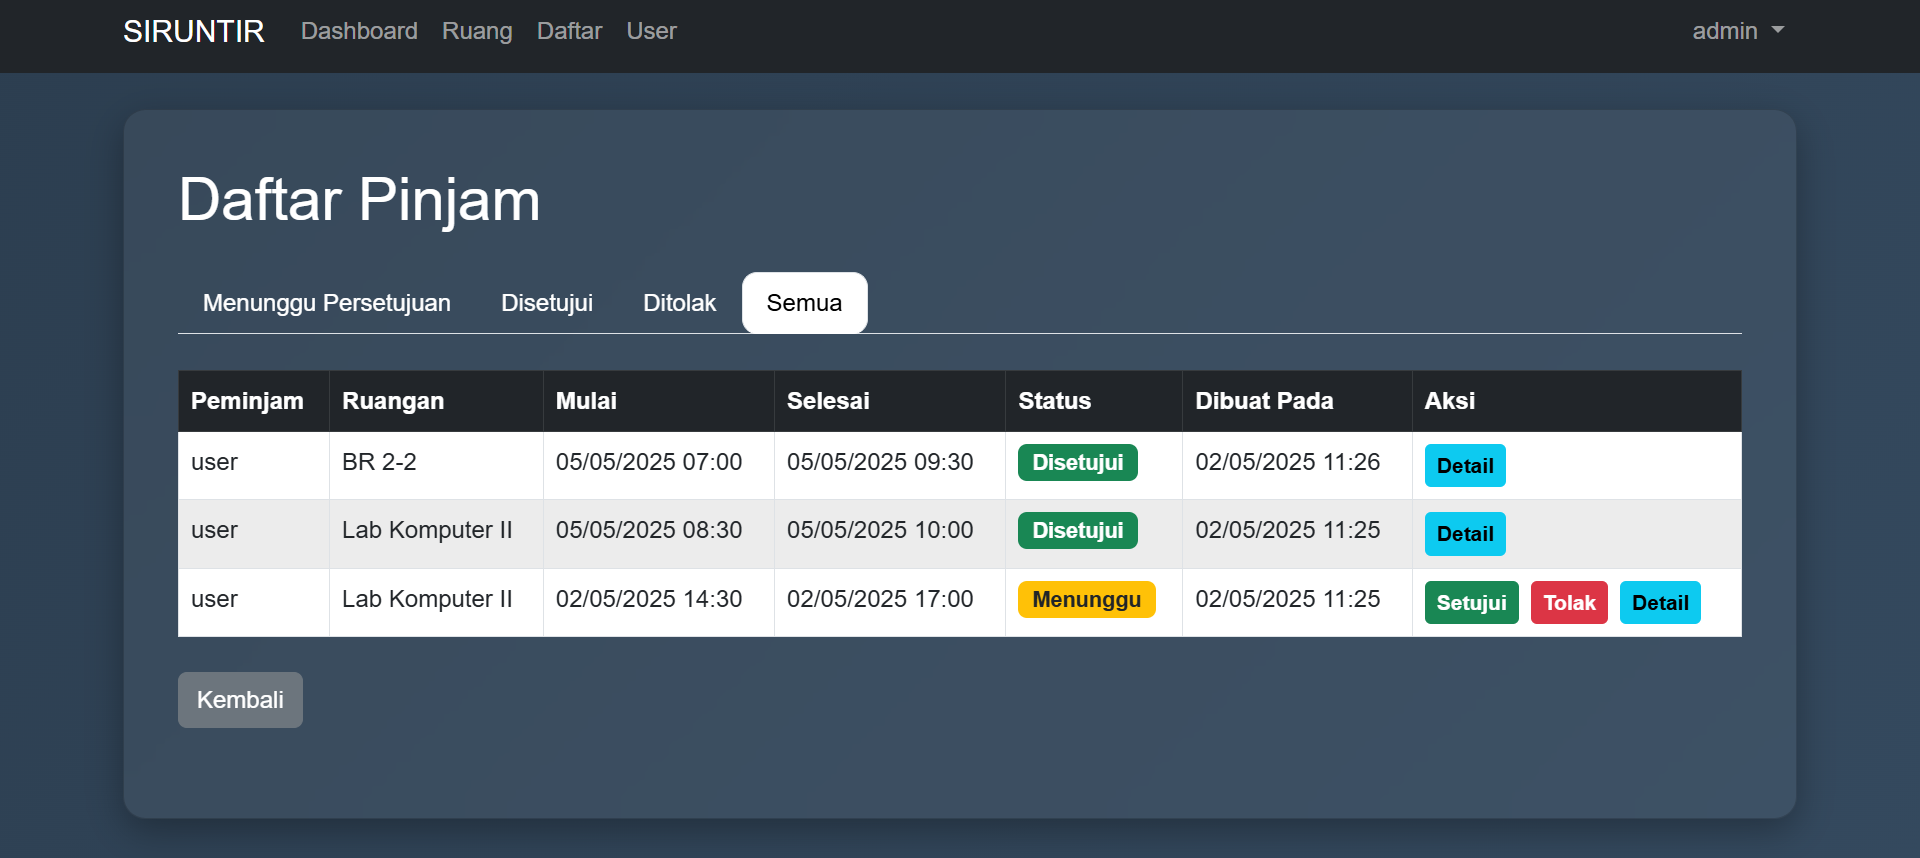 SIRUNTIR Dashboard Ruang Daftar User admin
Daftar Pinjam
Menunggu Persetujuan Disetujui Ditolak Semua
Peminjam Ruangan Mulai Selesai Status Dibuat Pada Aksi
user BR 2-2 05/05/2025 07:00 05/05/2025 09:30 Disetujui 02/05/2025 11:26 Detail
user Lab Komputer II 05/05/2025 08:30 05/05/2025 10:00 Disetujui 02/05/2025 11:25 Detail
user Lab Komputer II 02/05/2025 14:30 02/05/2025 17:00 Menunggu 02/05/2025 11:25 Setujui Tolak Detail
Kembali